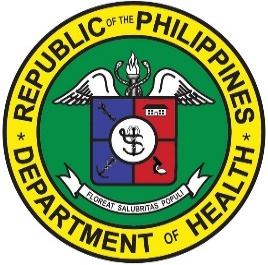 REPUBLIC OF THE PHILIPPINES
FLOREAT SALUBRITAS POPULI
DEPARTMENT OF HEALTH